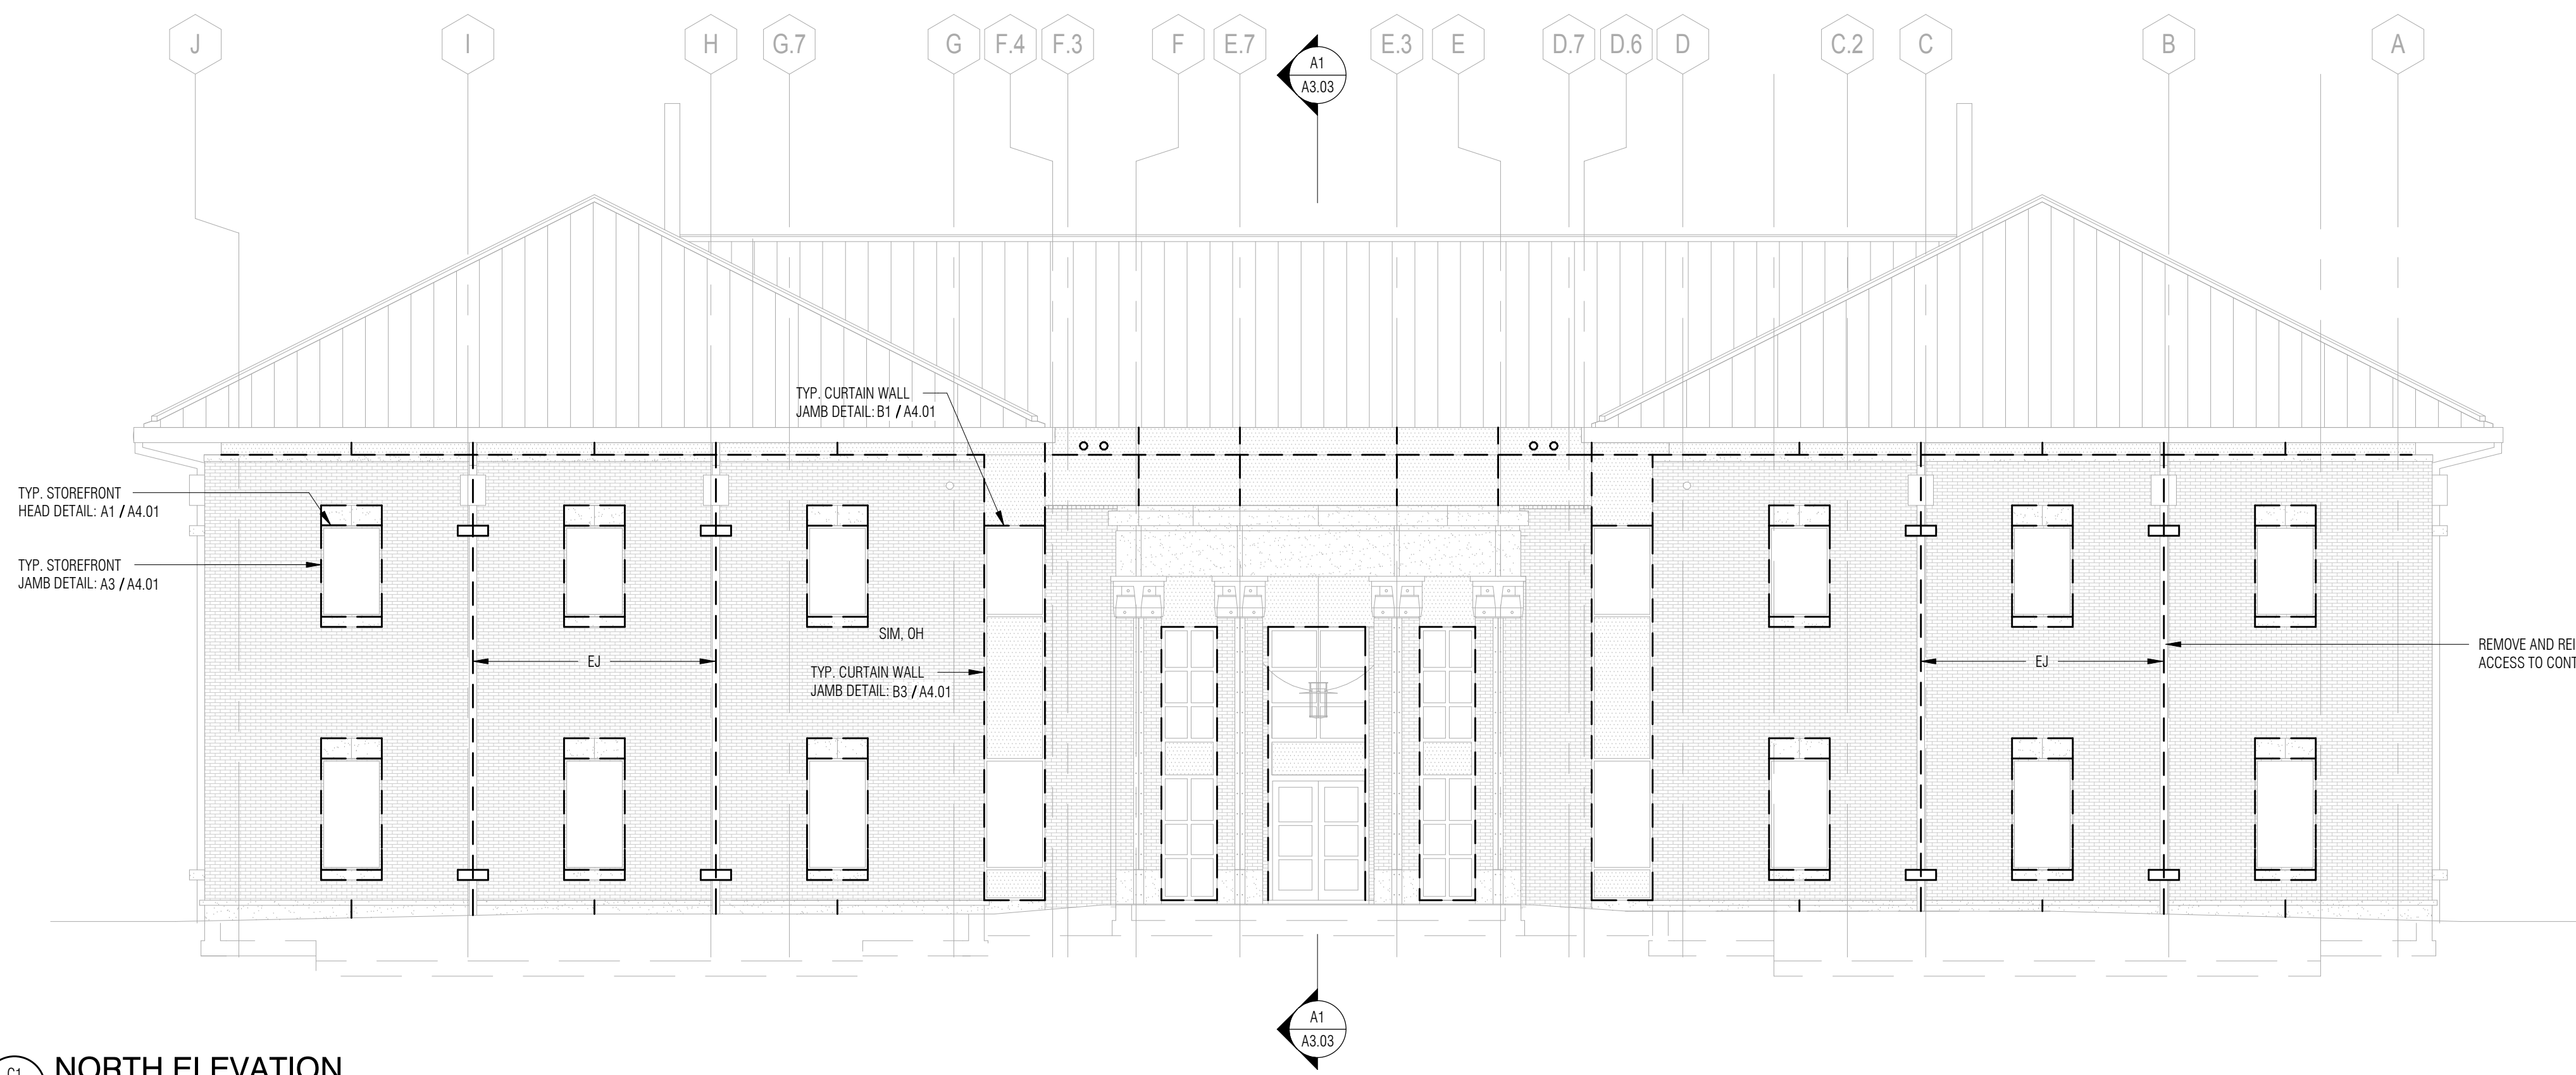 J
I
H
G.7
G
F.4
F.3
F
E.7
A1
A3.03
E.3
E
D.7
D.6
D
C.2
C
B
A
TYP. CURTAIN WALL
JAMB DETAIL: B1 / A4.01
TYP. STOREFRONT
HEAD DETAIL: A1 / A4.01
TYP. STOREFRONT
JAMB DETAIL: A3 / A4.01
SIM, OH
EJ
TYP. CURTAIN WALL
JAMB DETAIL: B3 / A4.01
EJ
REMOVE AND REI
ACCESS TO CONT
A1
A3.03
C1
NORTH ELEVATION